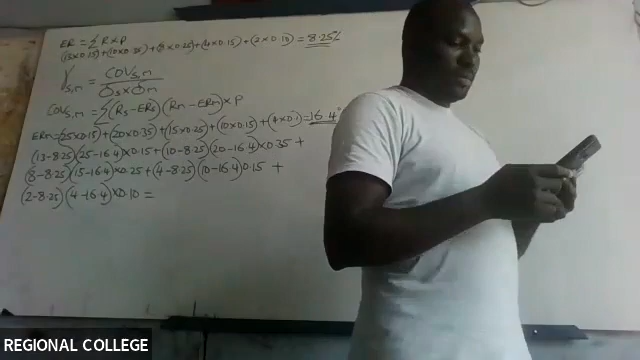 ER = ∑ R×P
(13×0.15)+(10×0.35)+(8×0.25)+(4×0.15)+(2×0.10) = 8.25%
γs,m = COVs,m / σs×σm
COVs,m = ∑(Rs-ERs)(Rm-ERm)×P
ERm=(25×0.15)+(20×0.35)+(15×0.25)+(10×0.15)+(4×0.1)=16.4
(13-8.25)(25-16.4)×0.15+(10-8.25)(20-16.4)×0.35+
(8-8.25)(15-16.4)×0.25+(4-8.25)(10-16.4)0.15+
(2-8.25)(4-16.4)×0.10=
REGIONAL COLLEGE